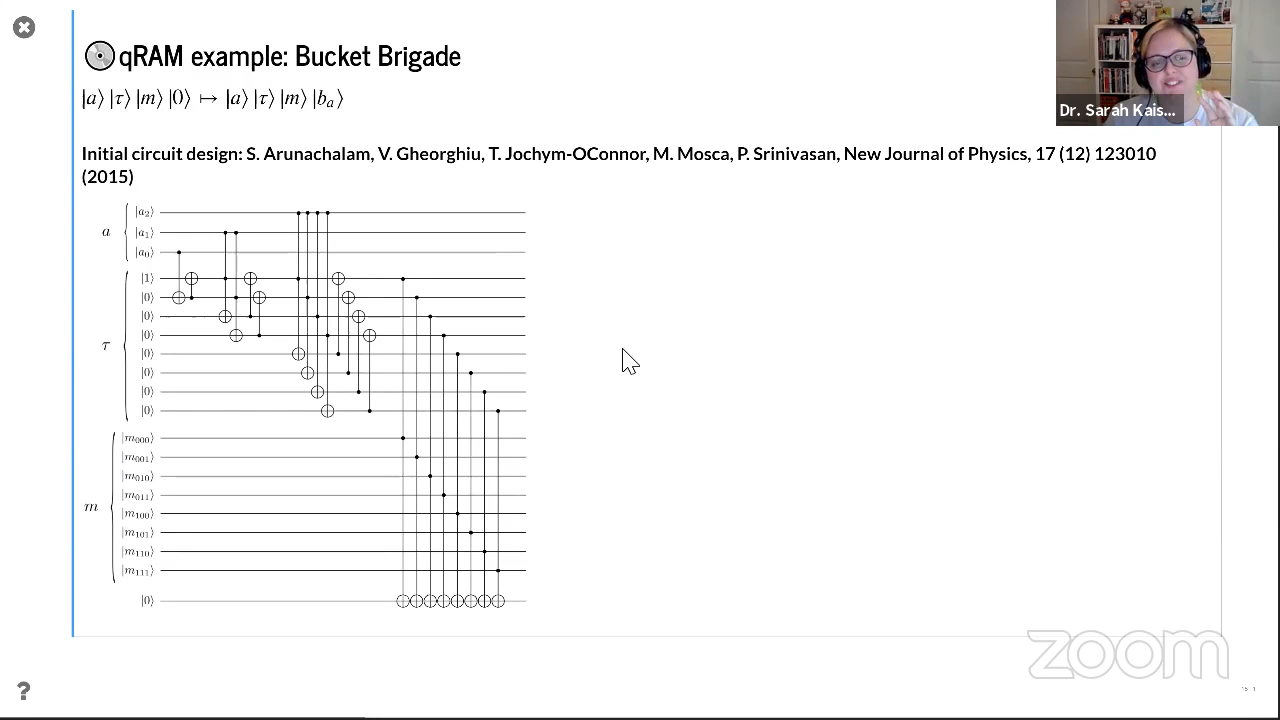 qRAM example: Bucket Brigade
|a⟩ |τ⟩ |m⟩ |0⟩ ↦ |a⟩ |τ⟩ |m⟩ |bₐ⟩
Initial circuit design: S. Arunachalam, V. Gheorghiu, T. Jochym-OConnor, M. Mosca, P. Srinivasan, New Journal of Physics, 17 (12) 123010
(2015)
Dr. Sarah Kais...
|a₂⟩
a |a₁⟩
|a₀⟩
|1⟩
|0⟩
|0⟩
τ |0⟩
|0⟩
|0⟩
|0⟩
|0⟩
|m₀₀₀⟩
|m₀₀₁⟩
|m₀₁₀⟩
|m₀₁₁⟩
m |m₁₀₀⟩
|m₁₀₁⟩
|m₁₁₀⟩
|m₁₁₁⟩
|0⟩
zoom
?